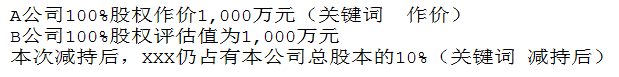 A公司100%股权作价1,000万元（关键词  作价）
B公司100%股权评估值为1,000万元
本次减持后，xxx仍占有本公司总股本的10%（关键词 减持后）